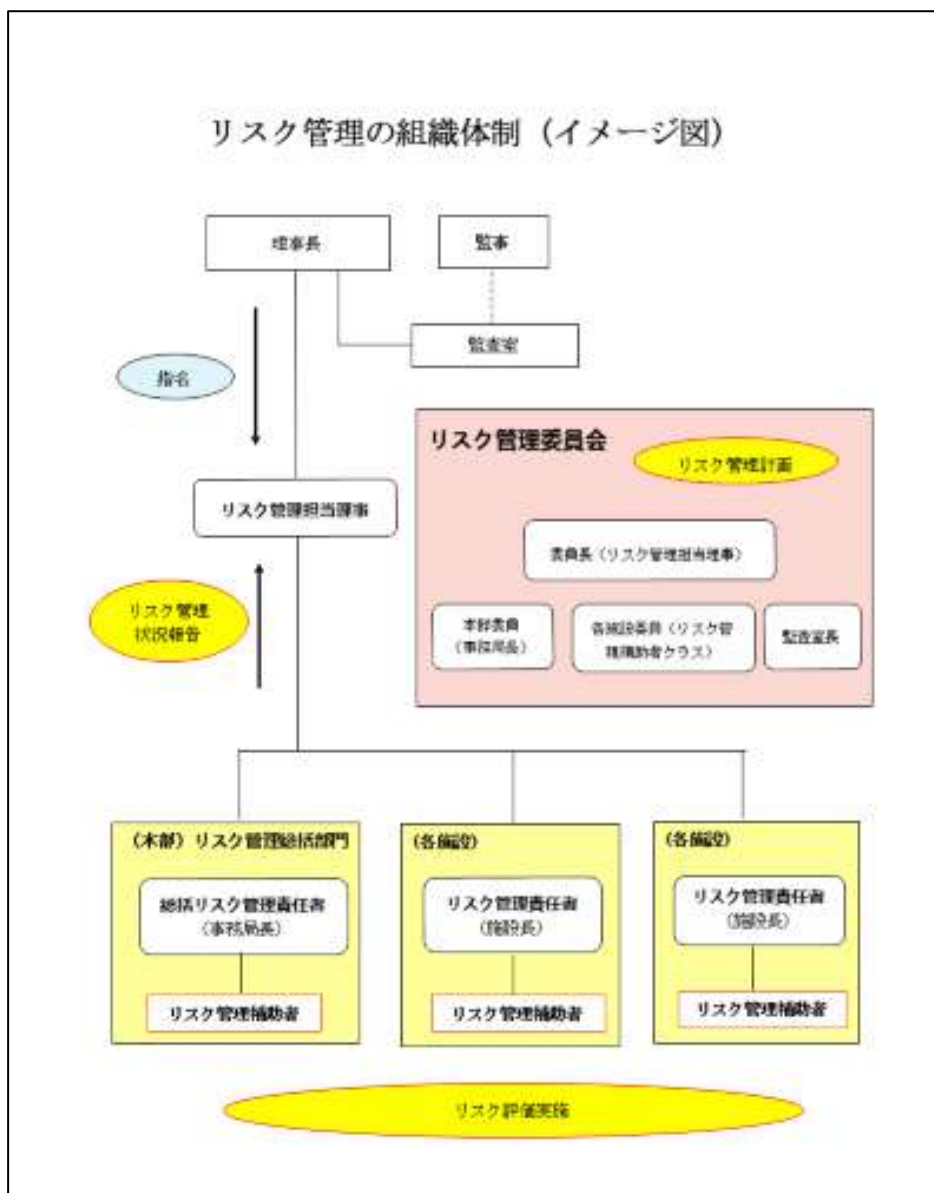 リスク管理の組織体制（イメージ図）
理事長
監事
監査室
指名
リスク管理委員会
リスク管理計画
リスク管理担当理事
委員長（リスク管理担当理事）
リスク管理
状況報告
本部委員
（事務局長）
各施設委員（リスク管
理補助者クラス）
監査室長
（本部）リスク管理総括部門
総括リスク管理責任者
（事務局長）
リスク管理補助者
（各施設）
リスク管理責任者
（施設長）
リスク管理補助者
（各施設）
リスク管理責任者
（施設長）
リスク管理補助者
リスク評価実施